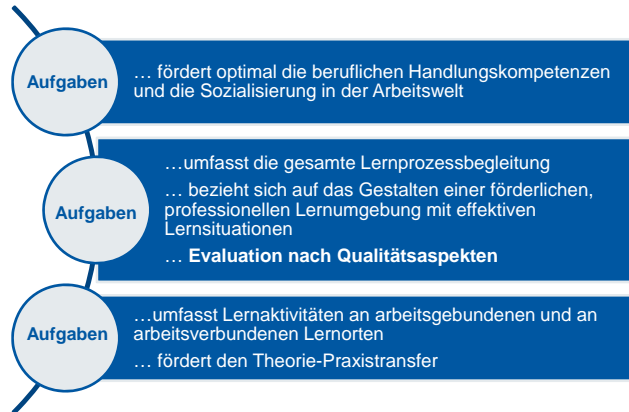 Aufgaben
… fördert optimal die beruflichen Handlungskompetenzen
und die Sozialisierung in der Arbeitswelt
Aufgaben
…umfasst die gesamte Lernprozessbegleitung
… bezieht sich auf das Gestalten einer förderlichen,
professionellen Lernumgebung mit effektiven
Lernsituationen
… Evaluation nach Qualitätsaspekten
Aufgaben
…umfasst Lernaktivitäten an arbeitsgebundenen und an
arbeitsverbundenen Lernorten
… fördert den Theorie-Praxistransfer